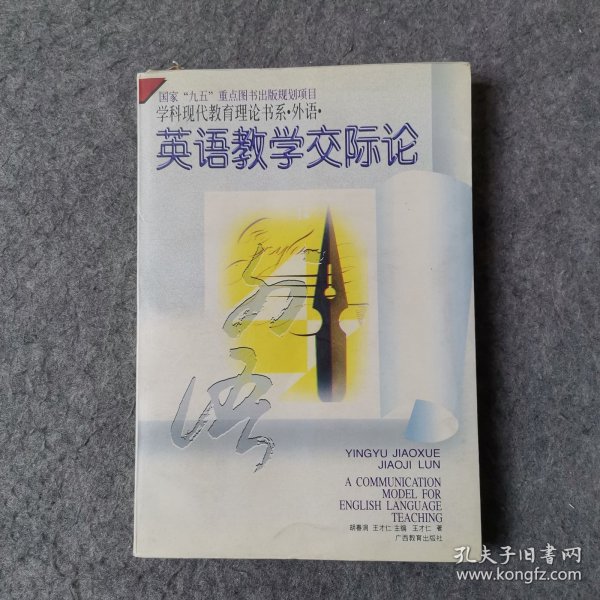 国家“九五”重点图书出版规划项目
学科现代教育理论书系·外语·
英语教学交际论
外语
YINGYU JIAOXUE
JIAOJI LUN
A COMMUNICATION
MODEL FOR
ENGLISH LANGUAGE
TEACHING
胡春洞 王才仁 主编 王才仁 著
广西教育出版社
孔夫子旧书网
www.kongfz.com